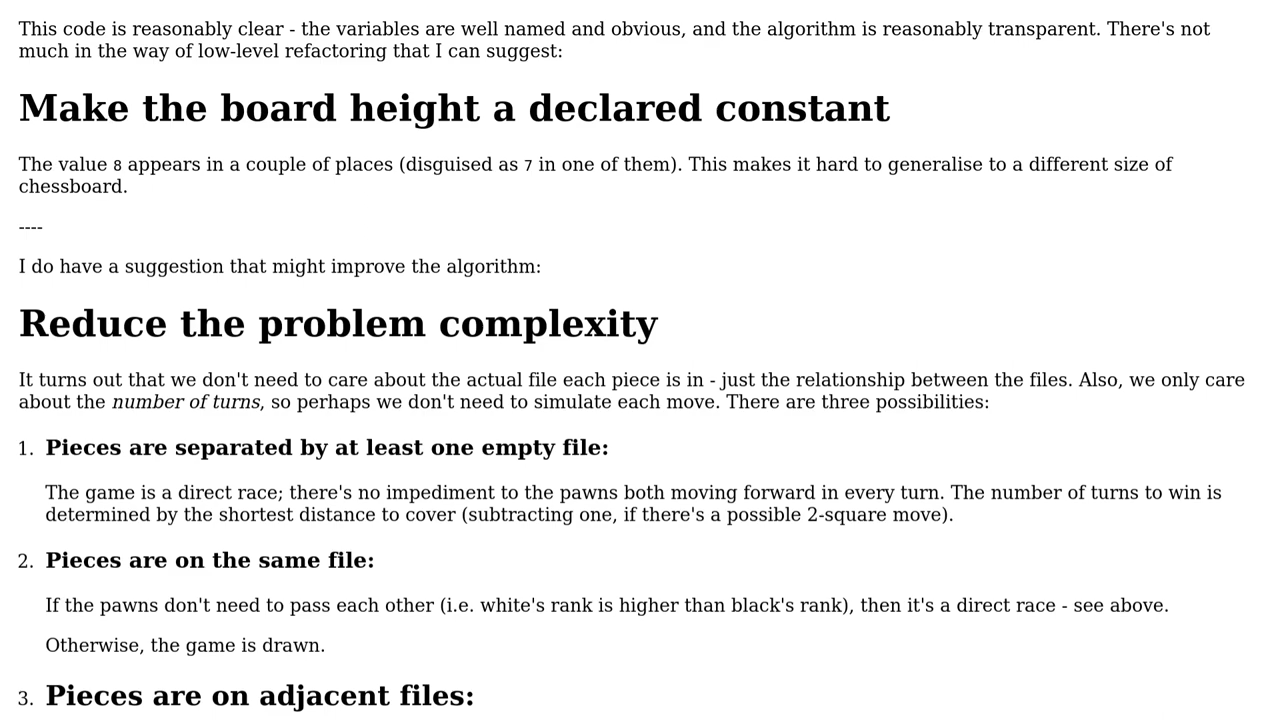 This code is reasonably clear - the variables are well named and obvious, and the algorithm is reasonably transparent. There's not
much in the way of low-level refactoring that I can suggest:
Make the board height a declared constant
The value 8 appears in a couple of places (disguised as 7 in one of them). This makes it hard to generalise to a different size of
chessboard.
----
I do have a suggestion that might improve the algorithm:
Reduce the problem complexity
It turns out that we don't need to care about the actual file each piece is in - just the relationship between the files. Also, we only care
about the number of turns, so perhaps we don't need to simulate each move. There are three possibilities:
1. Pieces are separated by at least one empty file:
The game is a direct race; there's no impediment to the pawns both moving forward in every turn. The number of turns to win is
determined by the shortest distance to cover (subtracting one, if there's a possible 2-square move).
2. Pieces are on the same file:
If the pawns don't need to pass each other (i.e. white's rank is higher than black's rank), then it's a direct race - see above.
Otherwise, the game is drawn.
3. Pieces are on adjacent files: